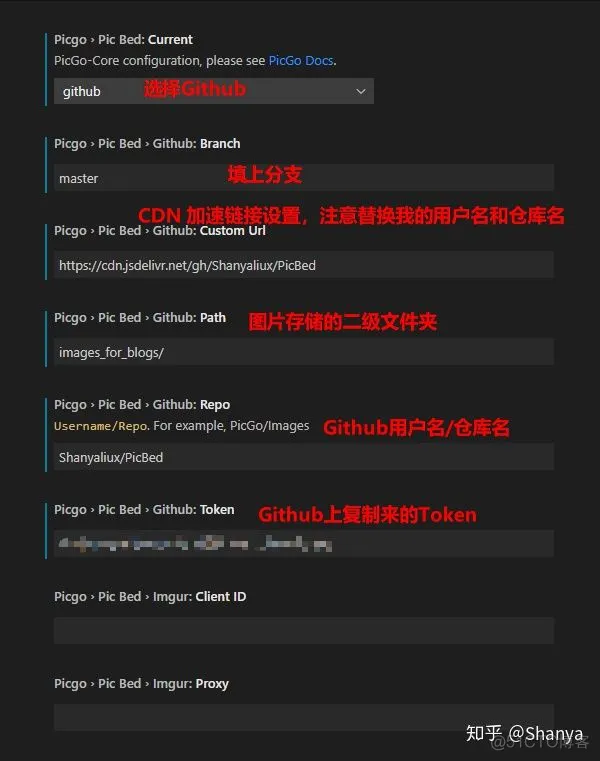 Picgo › Pic Bed: Current
PicGo-Core configuration, please see PicGo Docs.
github 选择Github
Picgo › Pic Bed › Github: Branch
master 填上分支
CDN 加速链接设置，注意替换我的用户名和仓库名
Picgo › Pic Bed › Github: Custom Url
https://cdn.jsdelivr.net/gh/Shanyaliux/PicBed
Picgo › Pic Bed › Github: Path 图片存储的二级文件夹
images_for_blogs/
Picgo › Pic Bed › Github: Repo
Username/Repo. For example, PicGo/Images Github用户名/仓库名
Shanyaliux/PicBed
Picgo › Pic Bed › Github: Token Github上复制来的Token
Picgo › Pic Bed › Imgur: Client ID
Picgo › Pic Bed › Imgur: Proxy
知乎 @Shanya
@51CTO博客